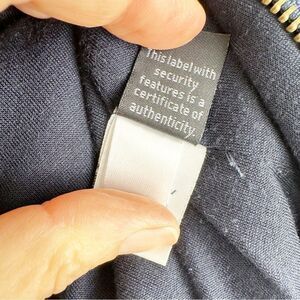 This label with
security
features is a
certificate of
authenticity.